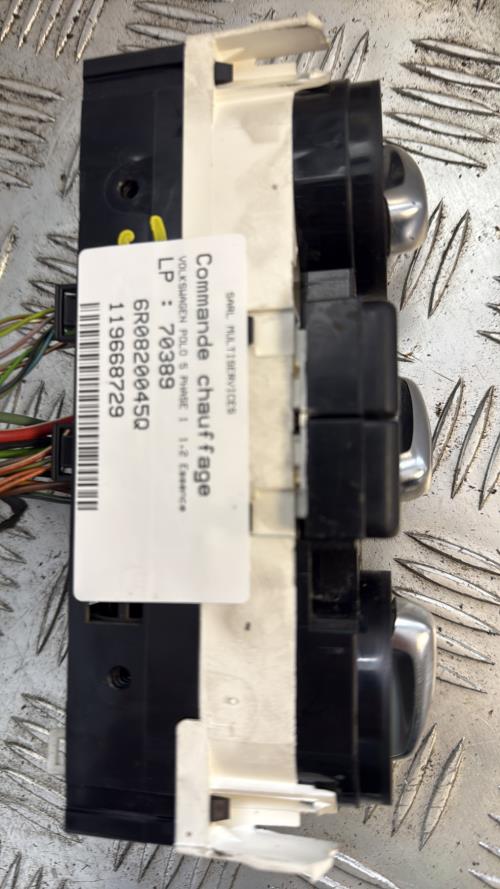 SARL MULTISERVICES
Commande chauffage
VOLKSWAGEN POLO 5 PHASE 1 1.2 Essence
LP : 70389
6R0820045Q
119668729